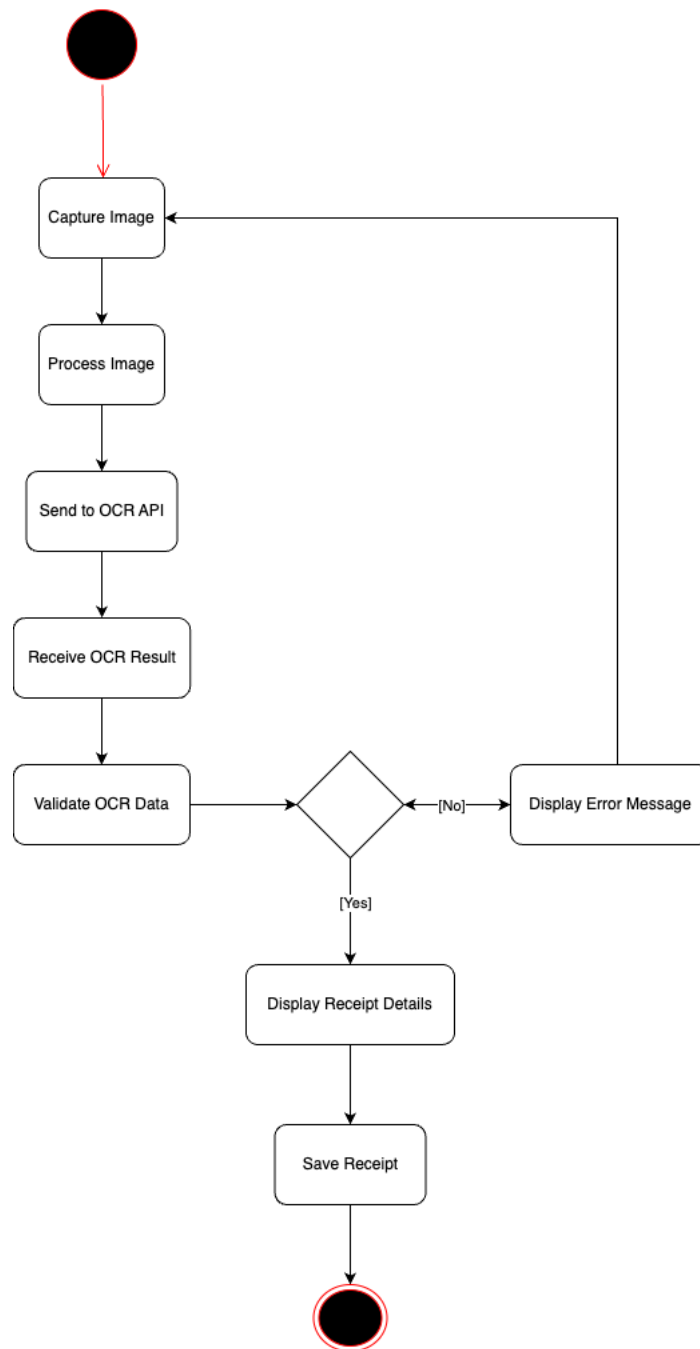 Capture Image
Process Image
Send to OCR API
Receive OCR Result
Validate OCR Data
[No]
Display Error Message
[Yes]
Display Receipt Details
Save Receipt